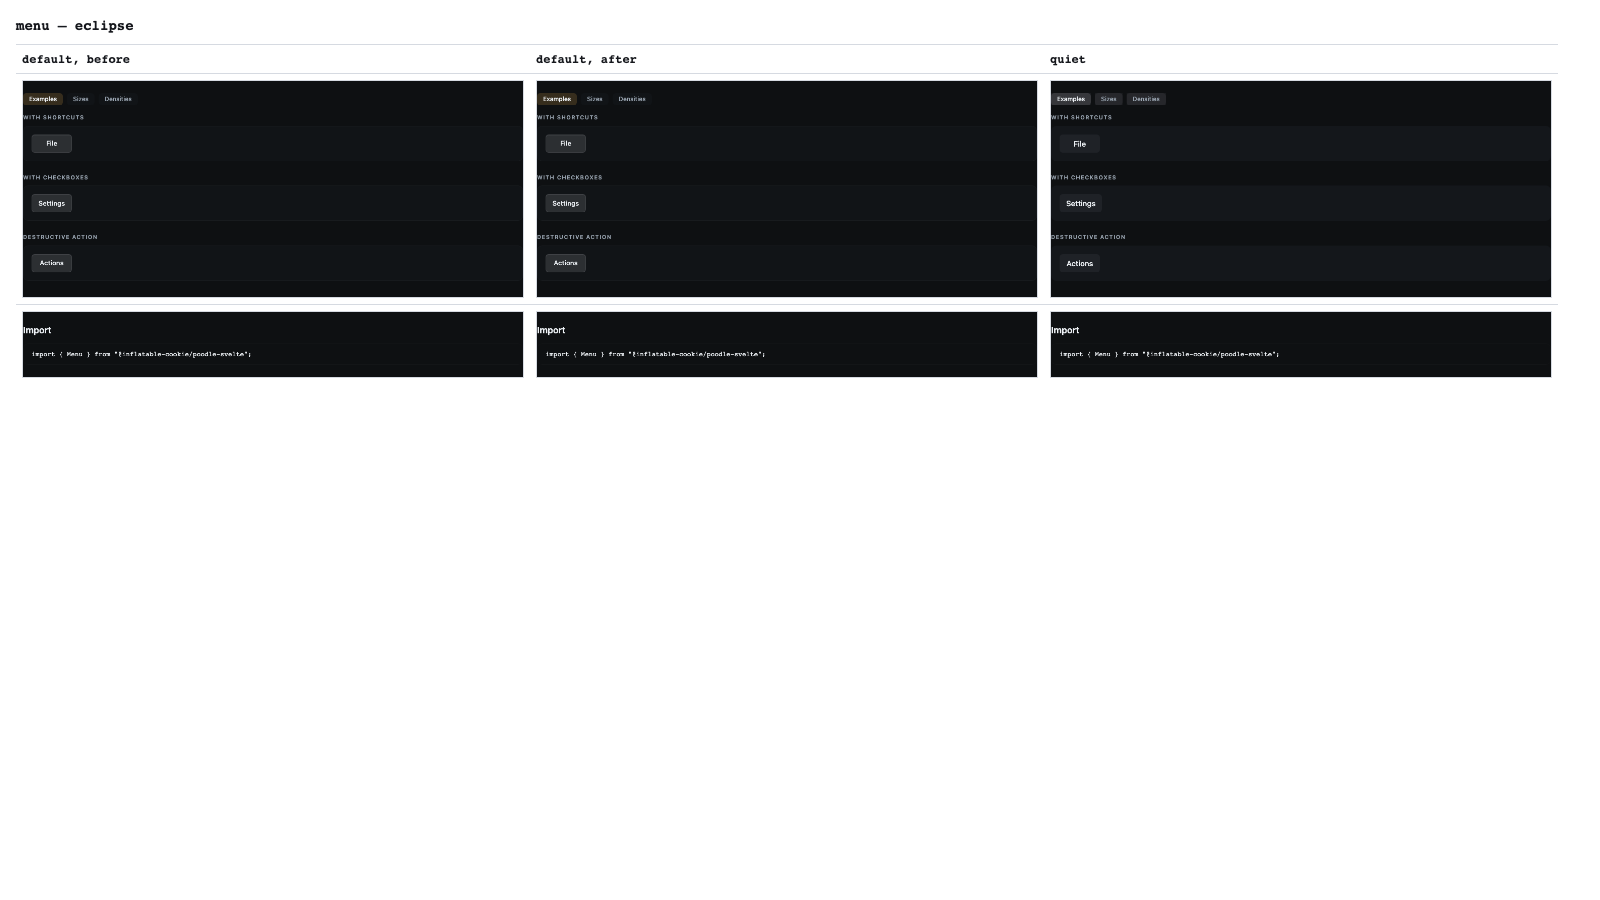 menu — eclipse
default, before
default, after
quiet
Examples Sizes Densities
WITH SHORTCUTS
File
WITH CHECKBOXES
Settings
DESTRUCTIVE ACTION
Actions
Examples Sizes Densities
WITH SHORTCUTS
File
WITH CHECKBOXES
Settings
DESTRUCTIVE ACTION
Actions
Examples Sizes Densities
WITH SHORTCUTS
File
WITH CHECKBOXES
Settings
DESTRUCTIVE ACTION
Actions
Import
import { Menu } from "@inflatable-cookie/poodle-svelte";
Import
import { Menu } from "@inflatable-cookie/poodle-svelte";
Import
import { Menu } from "@inflatable-cookie/poodle-svelte";